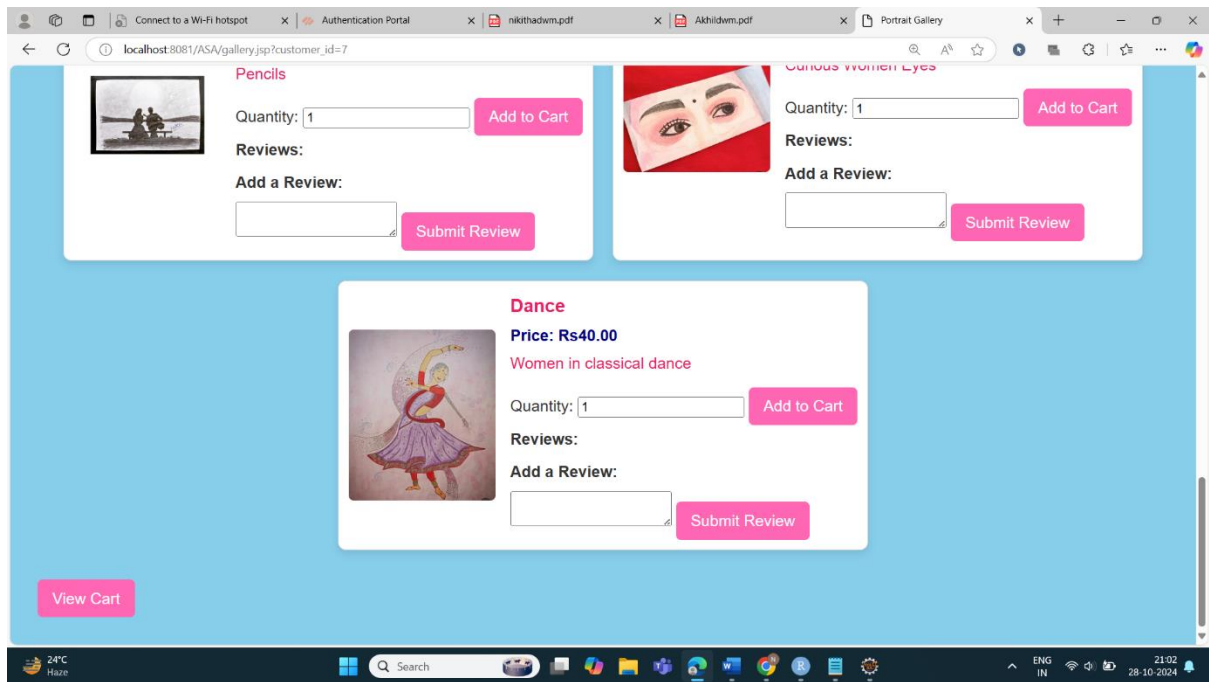 Connect to a Wi-Fi hotspot
Authentication Portal
nikithadwm.pdf
Akhildwm.pdf
Portrait Gallery
localhost:8081/ASA/gallery.jsp?customer_id=7
Pencils
Quantity: 1 Add to Cart
Reviews:
Add a Review:
Submit Review
Curious Women Eyes
Quantity: 1 Add to Cart
Reviews:
Add a Review:
Submit Review
Dance
Price: Rs40.00
Women in classical dance
Quantity: 1 Add to Cart
Reviews:
Add a Review:
Submit Review
View Cart
24°C
Haze
Search
ENG
IN
21:02
28-10-2024